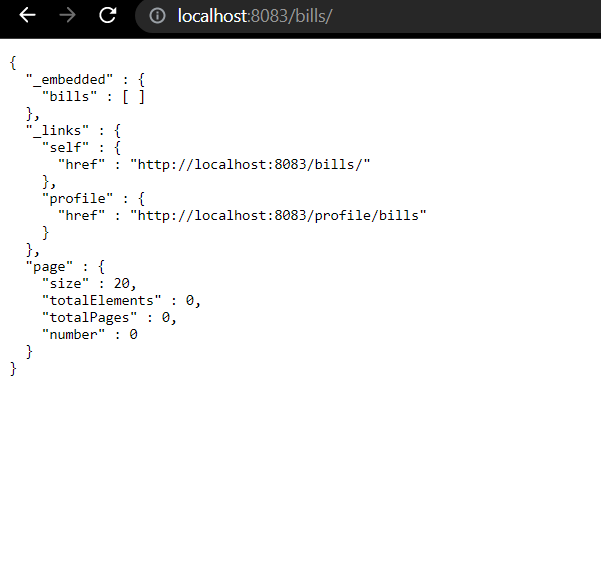 localhost:8083/bills/
{
  "_embedded" : {
    "bills" : [ ]
  },
  "_links" : {
    "self" : {
      "href" : "http://localhost:8083/bills/"
    },
    "profile" : {
      "href" : "http://localhost:8083/profile/bills"
    }
  },
  "page" : {
    "size" : 20,
    "totalElements" : 0,
    "totalPages" : 0,
    "number" : 0
  }
}